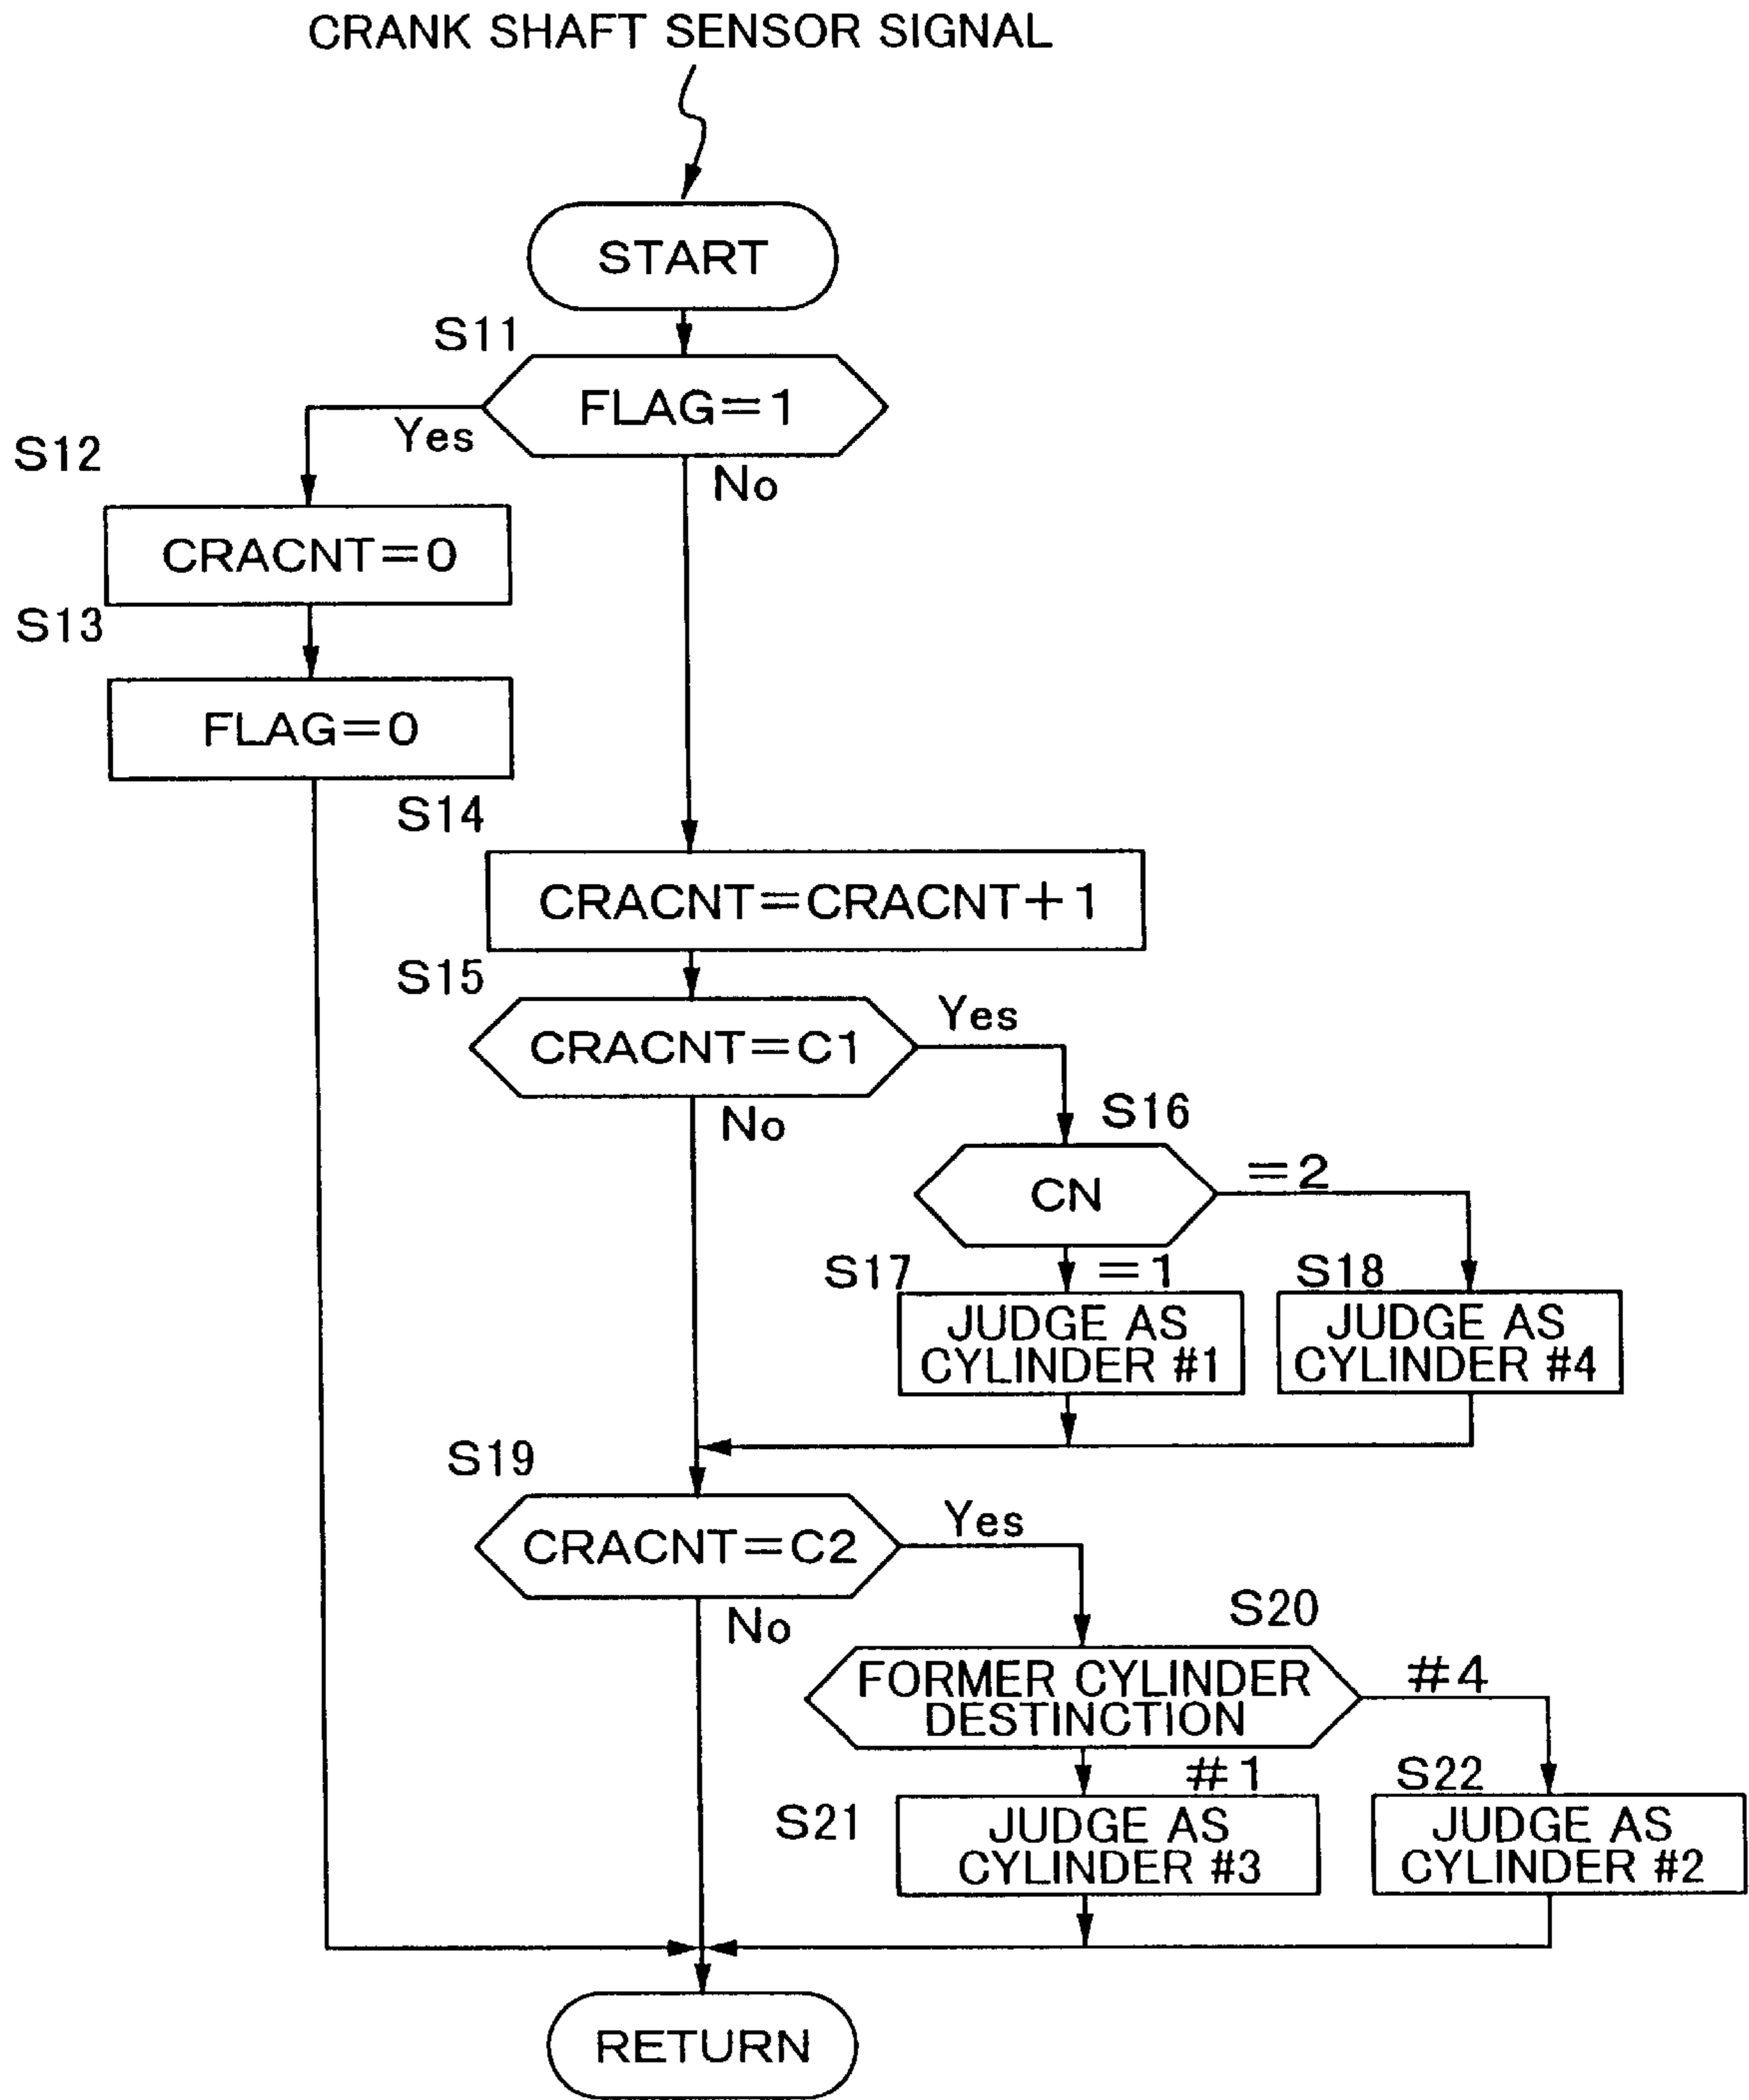 CRANK SHAFT SENSOR SIGNAL
START
S11
FLAG=1
Yes
No
S12
CRACNT=0
S13
FLAG=0
S14
CRACNT=CRACNT+1
S15
CRACNT=C1
Yes
No
S16
CN
=2
=1
S17
JUDGE AS
CYLINDER #1
S18
JUDGE AS
CYLINDER #4
S19
CRACNT=C2
Yes
No
S20
FORMER CYLINDER
DESTINCTION
#4
#1
S21
JUDGE AS
CYLINDER #3
S22
JUDGE AS
CYLINDER #2
RETURN